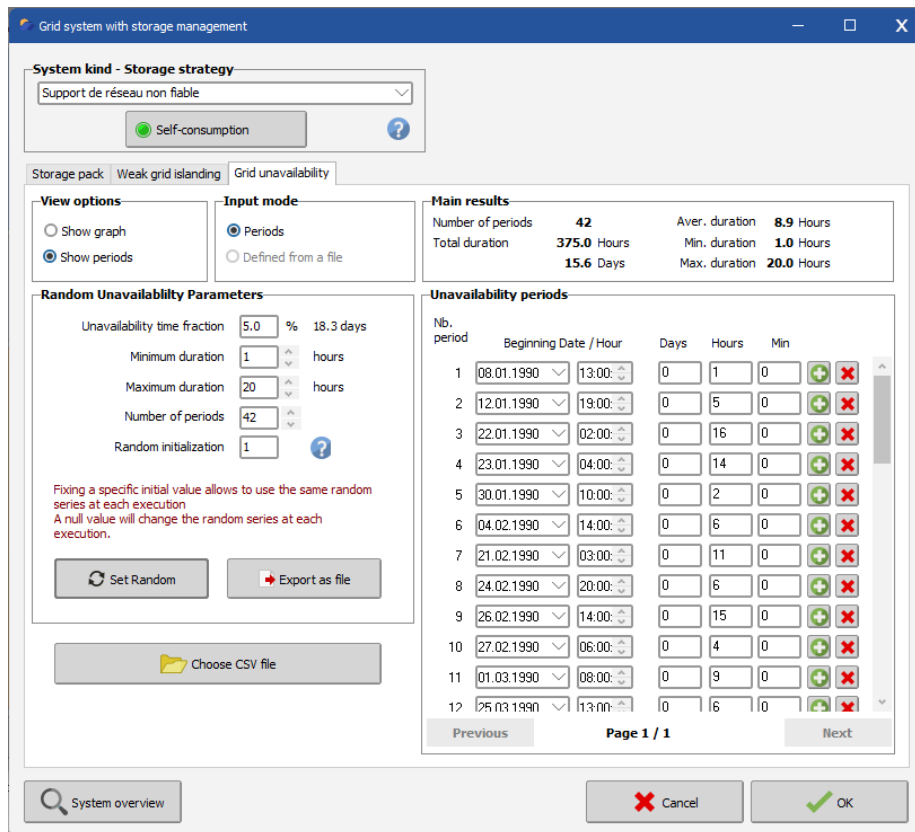 Grid system with storage management
System kind - Storage strategy
Support de réseau non fiable
Self-consumption
Storage pack Weak grid islanding Grid unavailability
View options
Show graph
Show periods
Input mode
Periods
Defined from a file
Main results
Number of periods 42 Aver. duration 8.9 Hours
Total duration 375.0 Hours Min. duration 1.0 Hours
15.6 Days Max. duration 20.0 Hours
Random Unavailablilty Parameters
Unavailability time fraction 5.0 % 18.3 days
Minimum duration 1 hours
Maximum duration 20 hours
Number of periods 42
Random initialization 1
Fixing a specific initial value allows to use the same random
series at each execution
A null value will change the random series at each
execution.
Set Random Export as file
Choose CSV file
Unavailability periods
Nb.
period Beginning Date / Hour Days Hours Min
1 08.01.1990 13:00: 0 1 0
2 12.01.1990 19:00: 0 5 0
3 22.01.1990 02:00: 0 16 0
4 23.01.1990 04:00: 0 14 0
5 30.01.1990 10:00: 0 2 0
6 04.02.1990 14:00: 0 6 0
7 21.02.1990 03:00: 0 11 0
8 24.02.1990 20:00: 0 6 0
9 26.02.1990 14:00: 0 15 0
10 27.02.1990 06:00: 0 4 0
11 01.03.1990 08:00: 0 9 0
12 25.03.1990 13:00: 0 6 0
Previous Page 1 / 1 Next
System overview Cancel OK